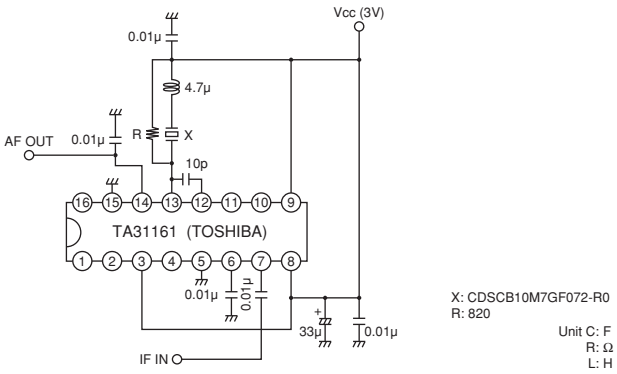 Vcc (3V)
0.01μ
4.7μ
AF OUT
0.01μ
R
X
10p
16 15 14 13 12 11 10 9
TA31161 (TOSHIBA)
1 2 3 4 5 6 7 8
0.01μ
0.01μ
+
33μ
0.01μ
IF IN
X: CDSCB10M7GF072-R0
R: 820
Unit C: F
R: Ω
L: H